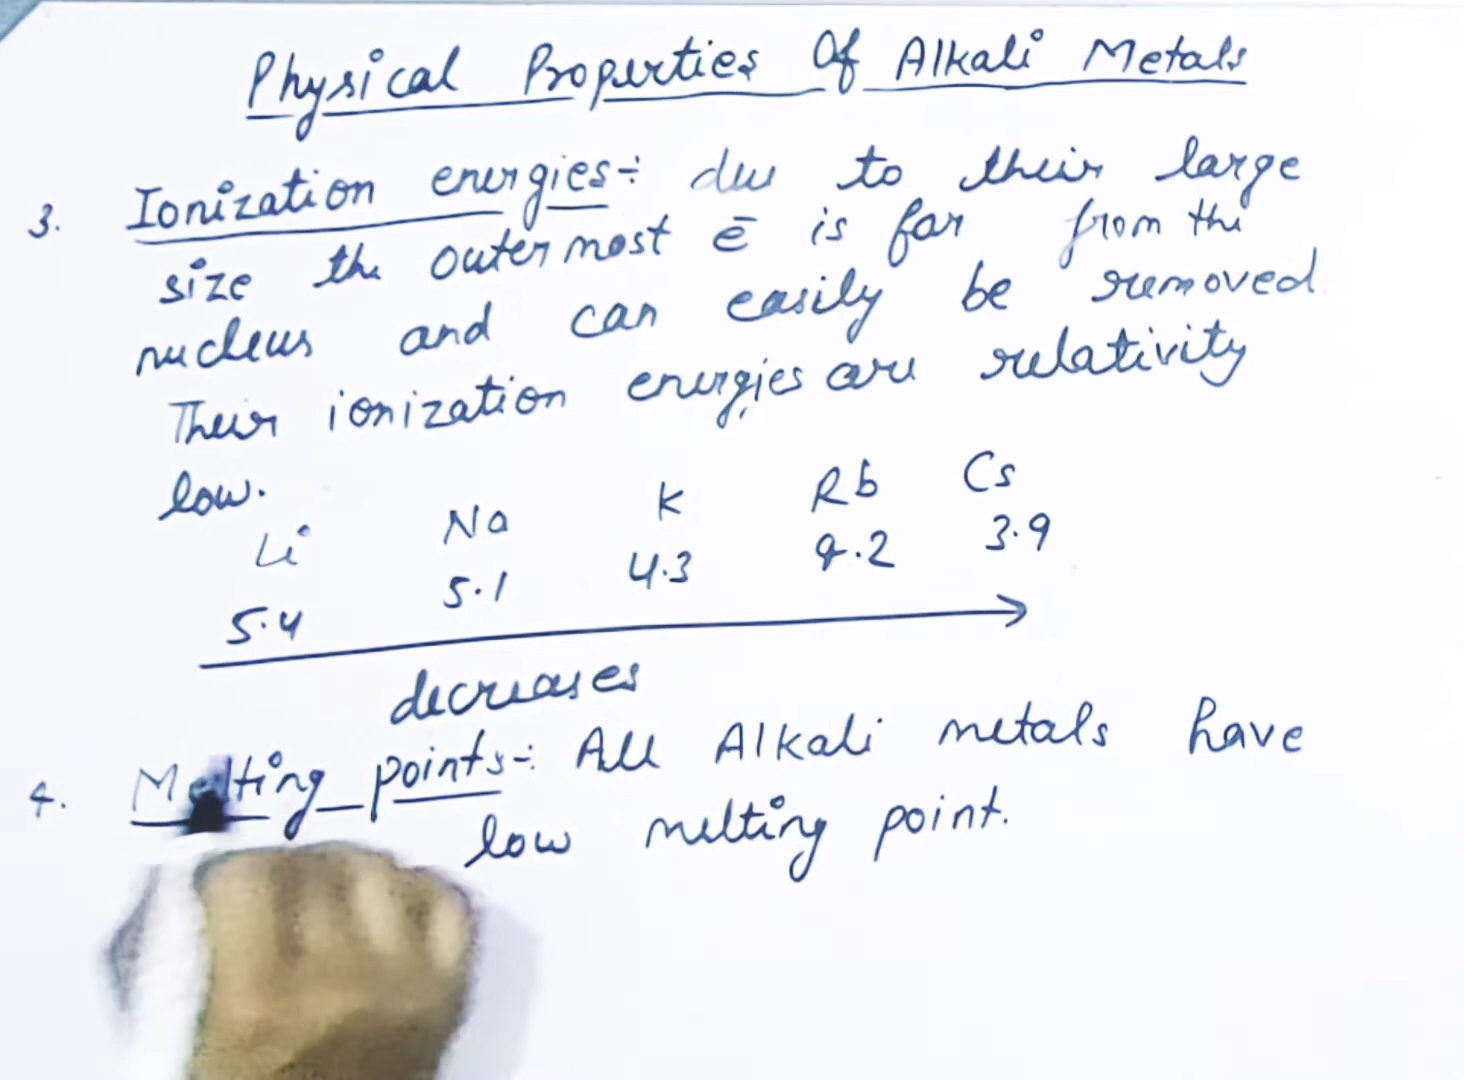 Physical Properties Of Alkali Metals
3. Ionization energies:- due to their large
size the outermost ē is far from the
nucleus and can easily be removed
Their ionization energies are relativity
low.
Li Na K Rb Cs
5.4 5.1 4.3 4.2 3.9
decreases
4. Melting points:- All Alkali metals have
low melting point.